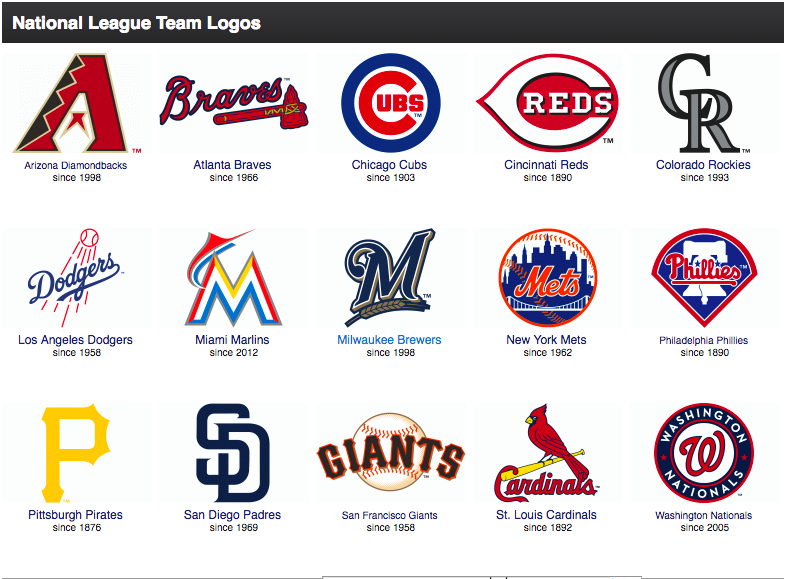 National League Team Logos
Braves
CUBS
REDS
CR
TM
Arizona Diamondbacks
since 1998
Atlanta Braves
since 1966
Chicago Cubs
since 1903
Cincinnati Reds
since 1890
Colorado Rockies
since 1993
Dodgers
M
Mets
Phillies
Los Angeles Dodgers
since 1958
Miami Marlins
since 2012
Milwaukee Brewers
since 1998
New York Mets
since 1962
Philadelphia Phillies
since 1890
P
SD
GIANTS
Cardinals
WASHINGTON
W
NATIONALS
Pittsburgh Pirates
since 1876
San Diego Padres
since 1969
San Francisco Giants
since 1958
St. Louis Cardinals
since 1892
Washington Nationals
since 2005